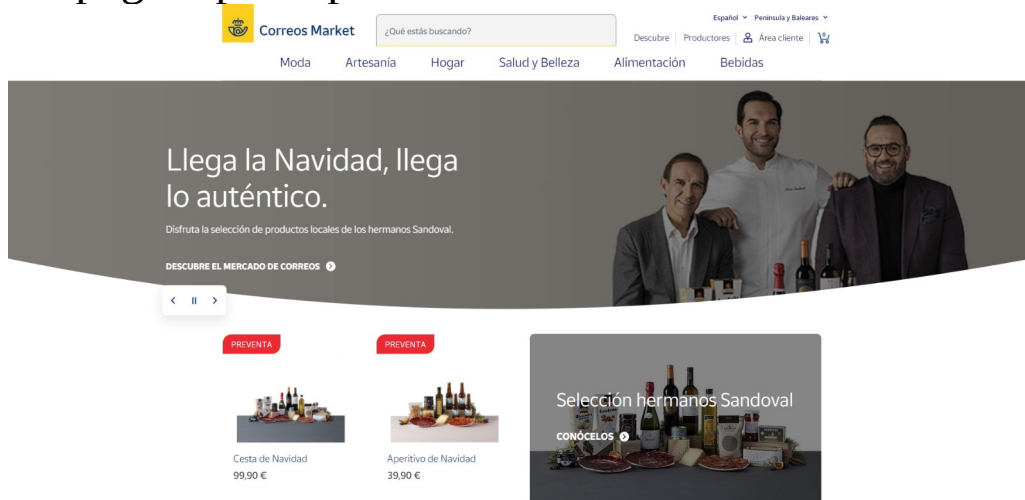 Correos Market
¿Qué estás buscando?
Español
Península y Baleares
Descubre
Productores
Área cliente
0
Moda
Artesanía
Hogar
Salud y Belleza
Alimentación
Bebidas
Llega la Navidad, llega
lo auténtico.
Disfruta la selección de productos locales de los hermanos Sandoval.
DESCUBRE EL MERCADO DE CORREOS
PREVENTA
Cesta de Navidad
99,90 €
PREVENTA
Aperitivo de Navidad
39,90 €
Selección hermanos Sandoval
CONÓCELOS